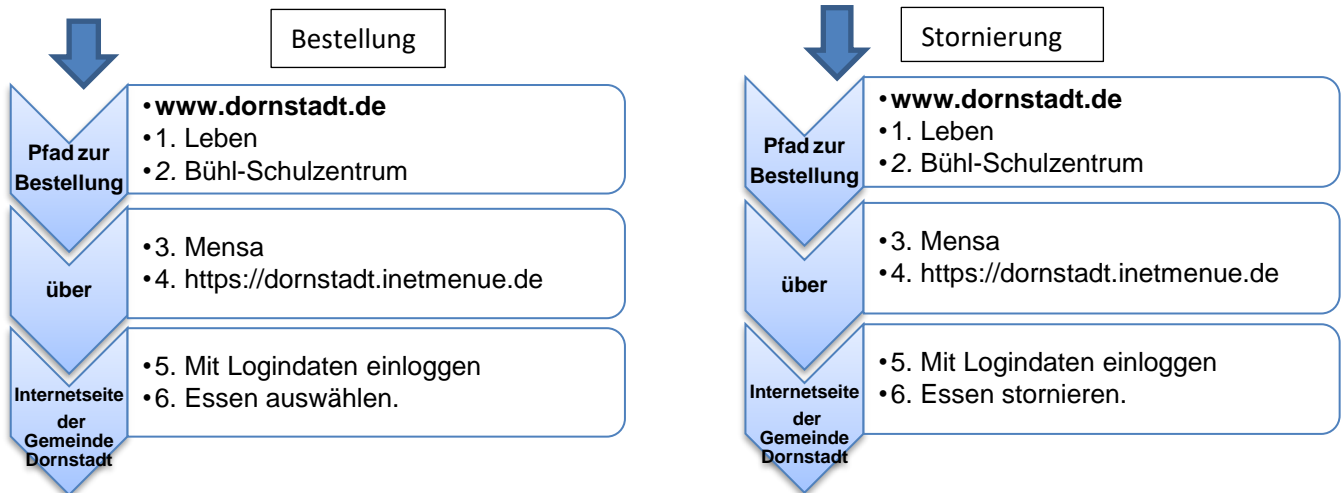 Bestellung
Pfad zur
Bestellung
•www.dornstadt.de
•1. Leben
•2. Bühl-Schulzentrum
über
•3. Mensa
•4. https://dornstadt.inetmenue.de
Internetseite
der
Gemeinde
Dornstadt
•5. Mit Logindaten einloggen
•6. Essen auswählen.
Stornierung
Pfad zur
Bestellung
•www.dornstadt.de
•1. Leben
•2. Bühl-Schulzentrum
über
•3. Mensa
•4. https://dornstadt.inetmenue.de
Internetseite
der
Gemeinde
Dornstadt
•5. Mit Logindaten einloggen
•6. Essen stornieren.